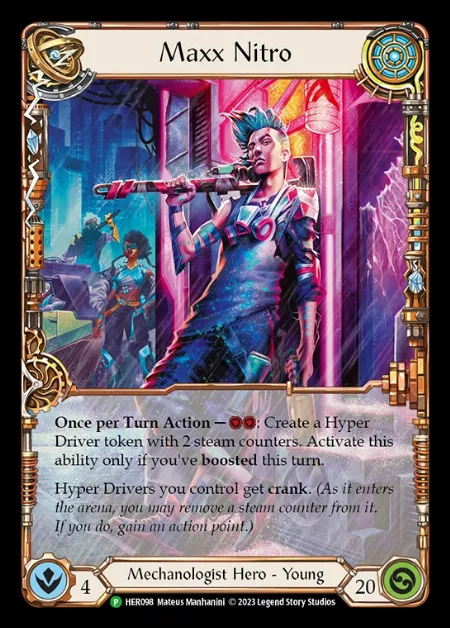 Maxx Nitro
Once per Turn Action — : Create a Hyper
Driver token with 2 steam counters. Activate this
ability only if you've boosted this turn.
Hyper Drivers you control get crank. (As it enters
the arena, you may remove a steam counter from it.
If you do, gain an action point.)
4
Mechanologist Hero - Young
20
P HER098 Mateus Manhanini © 2023 Legend Story Studios